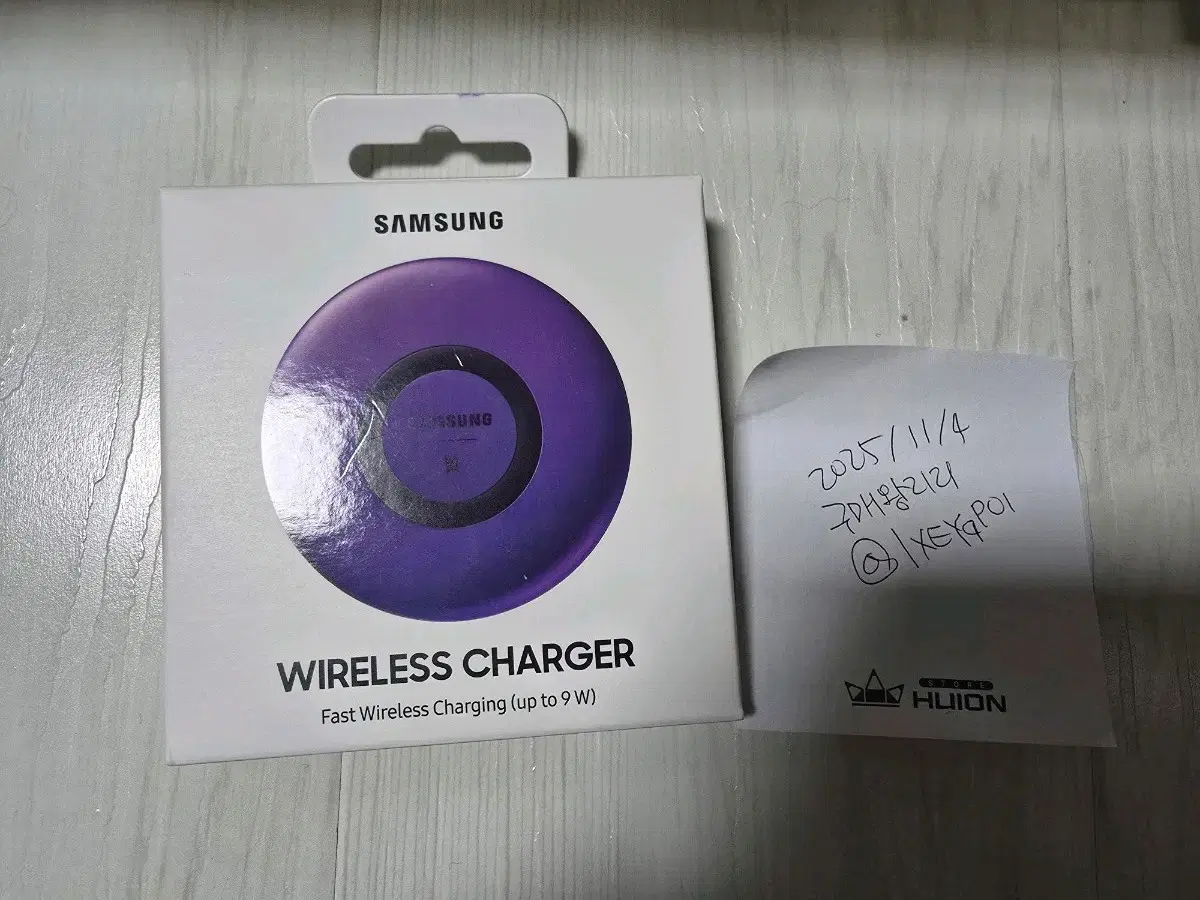 SAMSUNG
SAMSUNG
WIRELESS CHARGER
Fast Wireless Charging (up to 9 W)
2025/11/4
구매왕리리
STORE
HUION